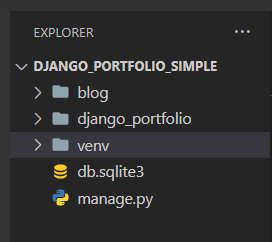 EXPLORER
DJANGO_PORTFOLIO_SIMPLE
blog
django_portfolio
venv
db.sqlite3
manage.py